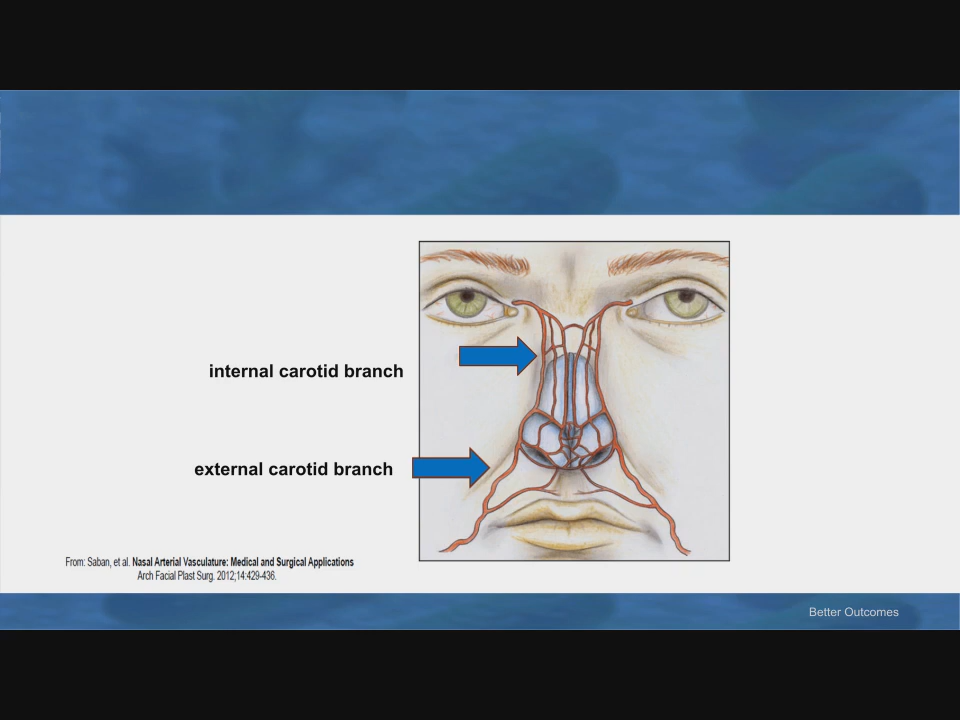 internal carotid branch
external carotid branch
From: Saban, et al. Nasal Arterial Vasculature: Medical and Surgical Applications
Arch Facial Plast Surg. 2012;14:429-436.
Better Outcomes